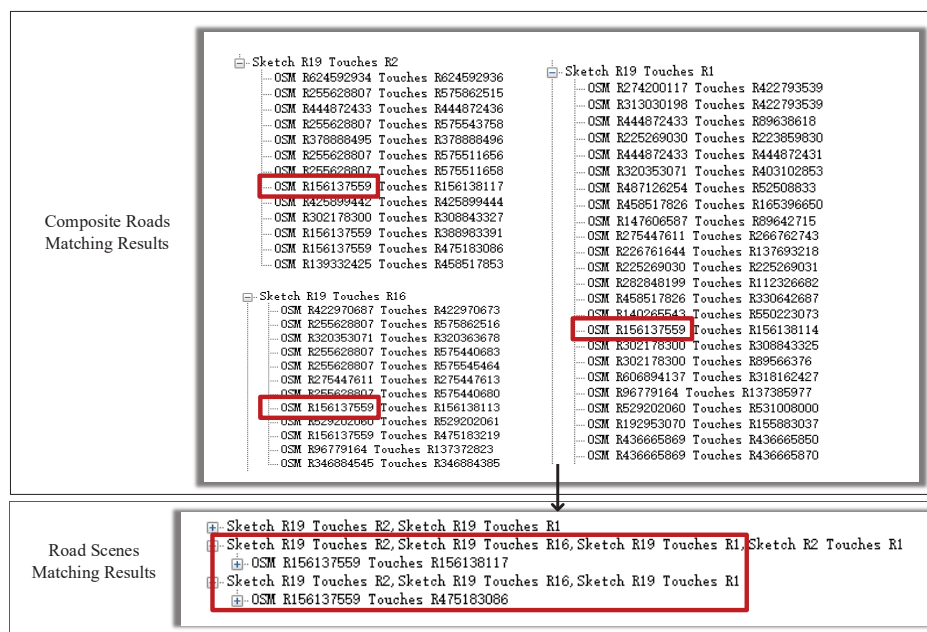 Composite Roads
Matching Results
Sketch R19 Touches R2
OSM R624592934 Touches R624592936
OSM R255628807 Touches R575862515
OSM R444872433 Touches R444872436
OSM R255628807 Touches R575543758
OSM R378888495 Touches R378888496
OSM R255628807 Touches R575511656
OSM R255628807 Touches R575511658
OSM R156137559 Touches R156138117
OSM R425899442 Touches R425899444
OSM R302178300 Touches R308843327
OSM R156137559 Touches R388983391
OSM R156137559 Touches R475183086
OSM R139332425 Touches R458517853
Sketch R19 Touches R16
OSM R422970687 Touches R422970673
OSM R255628807 Touches R575862516
OSM R320353071 Touches R320363678
OSM R255628807 Touches R575440683
OSM R255628807 Touches R575545464
OSM R275447611 Touches R275447613
OSM R255628807 Touches R575440680
OSM R156137559 Touches R156138113
OSM R529202060 Touches R529202061
OSM R156137559 Touches R475183219
OSM R96779164 Touches R137372823
OSM R346884545 Touches R346884385
Sketch R19 Touches R1
OSM R274200117 Touches R422793539
OSM R313030198 Touches R422793539
OSM R444872433 Touches R89638618
OSM R225269030 Touches R223859830
OSM R444872433 Touches R444872431
OSM R320353071 Touches R403102853
OSM R487126254 Touches R52508833
OSM R458517826 Touches R165396650
OSM R147606587 Touches R89642715
OSM R275447611 Touches R266762743
OSM R226761644 Touches R137693218
OSM R225269030 Touches R225269031
OSM R282848199 Touches R112326682
OSM R458517826 Touches R330642687
OSM R140265543 Touches R550223073
OSM R156137559 Touches R156138114
OSM R302178300 Touches R308843325
OSM R302178300 Touches R89566376
OSM R606894137 Touches R318162427
OSM R96779164 Touches R137385977
OSM R529202060 Touches R531008000
OSM R192953070 Touches R155883037
OSM R436665869 Touches R436665850
OSM R436665869 Touches R436665870
Road Scenes
Matching Results
Sketch R19 Touches R2,Sketch R19 Touches R1
Sketch R19 Touches R2,Sketch R19 Touches R16,Sketch R19 Touches R1,Sketch R2 Touches R1
OSM R156137559 Touches R156138117
Sketch R19 Touches R2,Sketch R19 Touches R16,Sketch R19 Touches R1
OSM R156137559 Touches R475183086